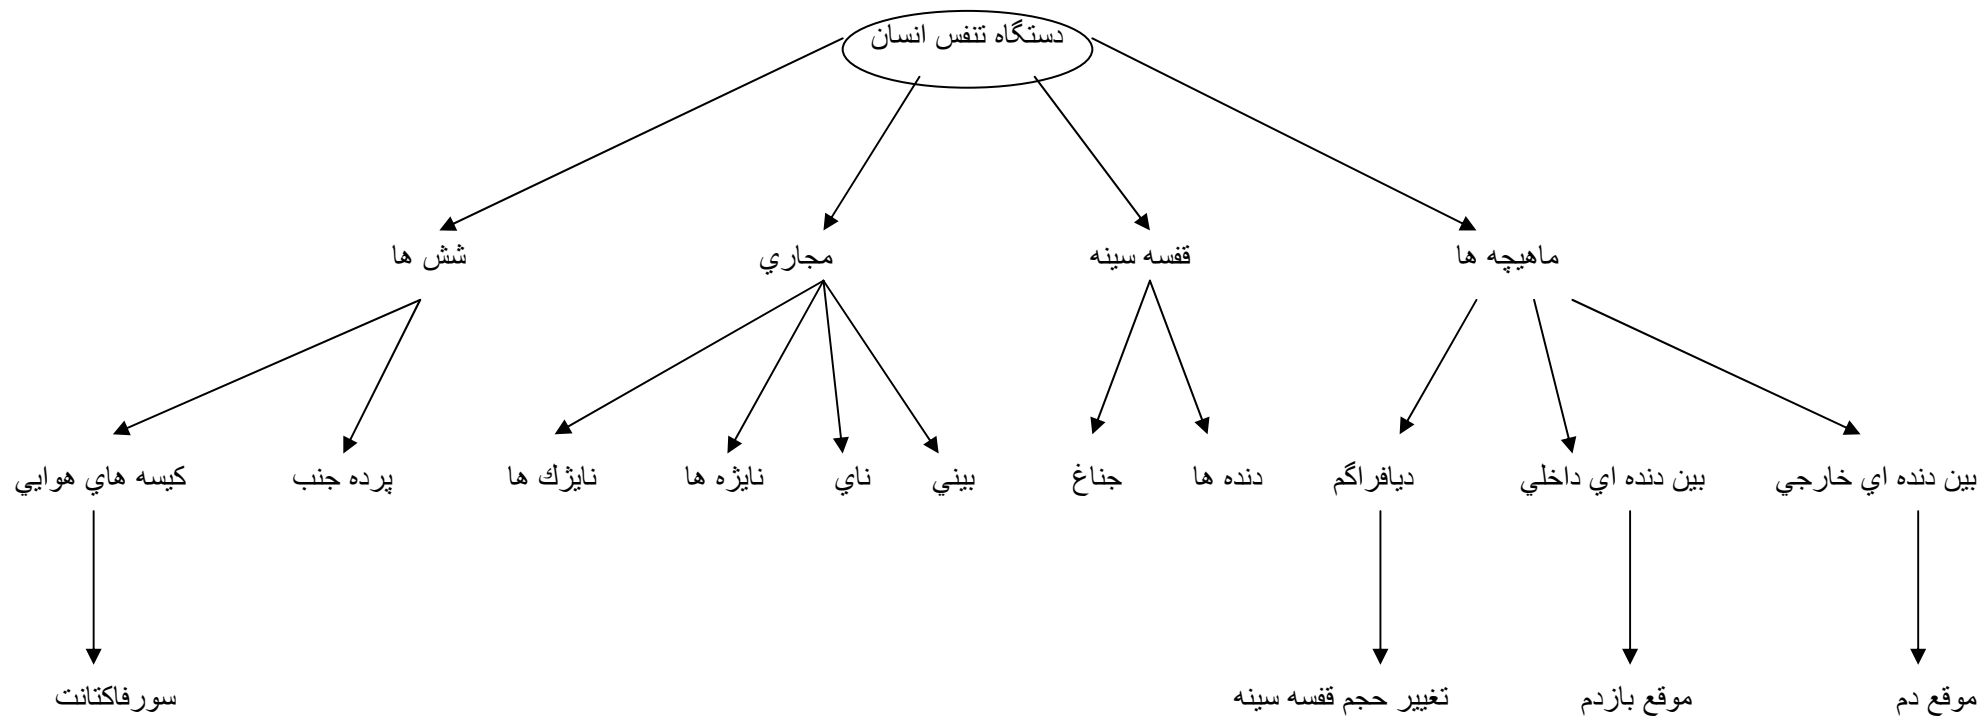 دستگاه تنفس انسان
ماهيچه ها
قفسه سينه
مجاري
شش ها
بين دنده اي خارجي
بين دنده اي داخلي
ديافراگم
دنده ها
جناغ
بيني
ناي
نايژه ها
نايژك ها
پرده جنب
كيسه هاي هوايي
موقع دم
موقع بازدم
تغيير حجم قفسه سينه
سورفاكتانت